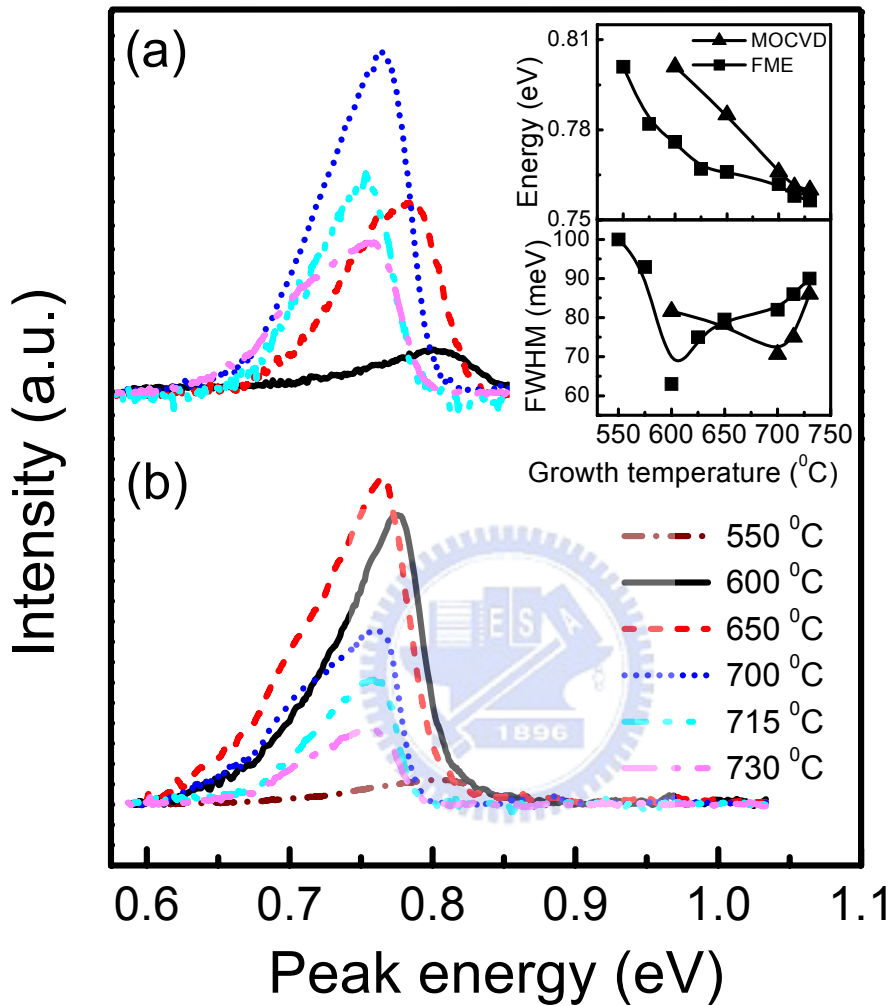 (a)
0.81
0.78
0.75
Energy (eV)
MOCVD
FME
100
90
80
70
60
FWHM (meV)
550 600 650 700 750
Growth temperature (⁰C)
Intensity (a.u.)
(b)
550 ⁰C
600 ⁰C
650 ⁰C
700 ⁰C
715 ⁰C
730 ⁰C
E S A
1896
0.6 0.7 0.8 0.9 1.0 1.1
Peak energy (eV)